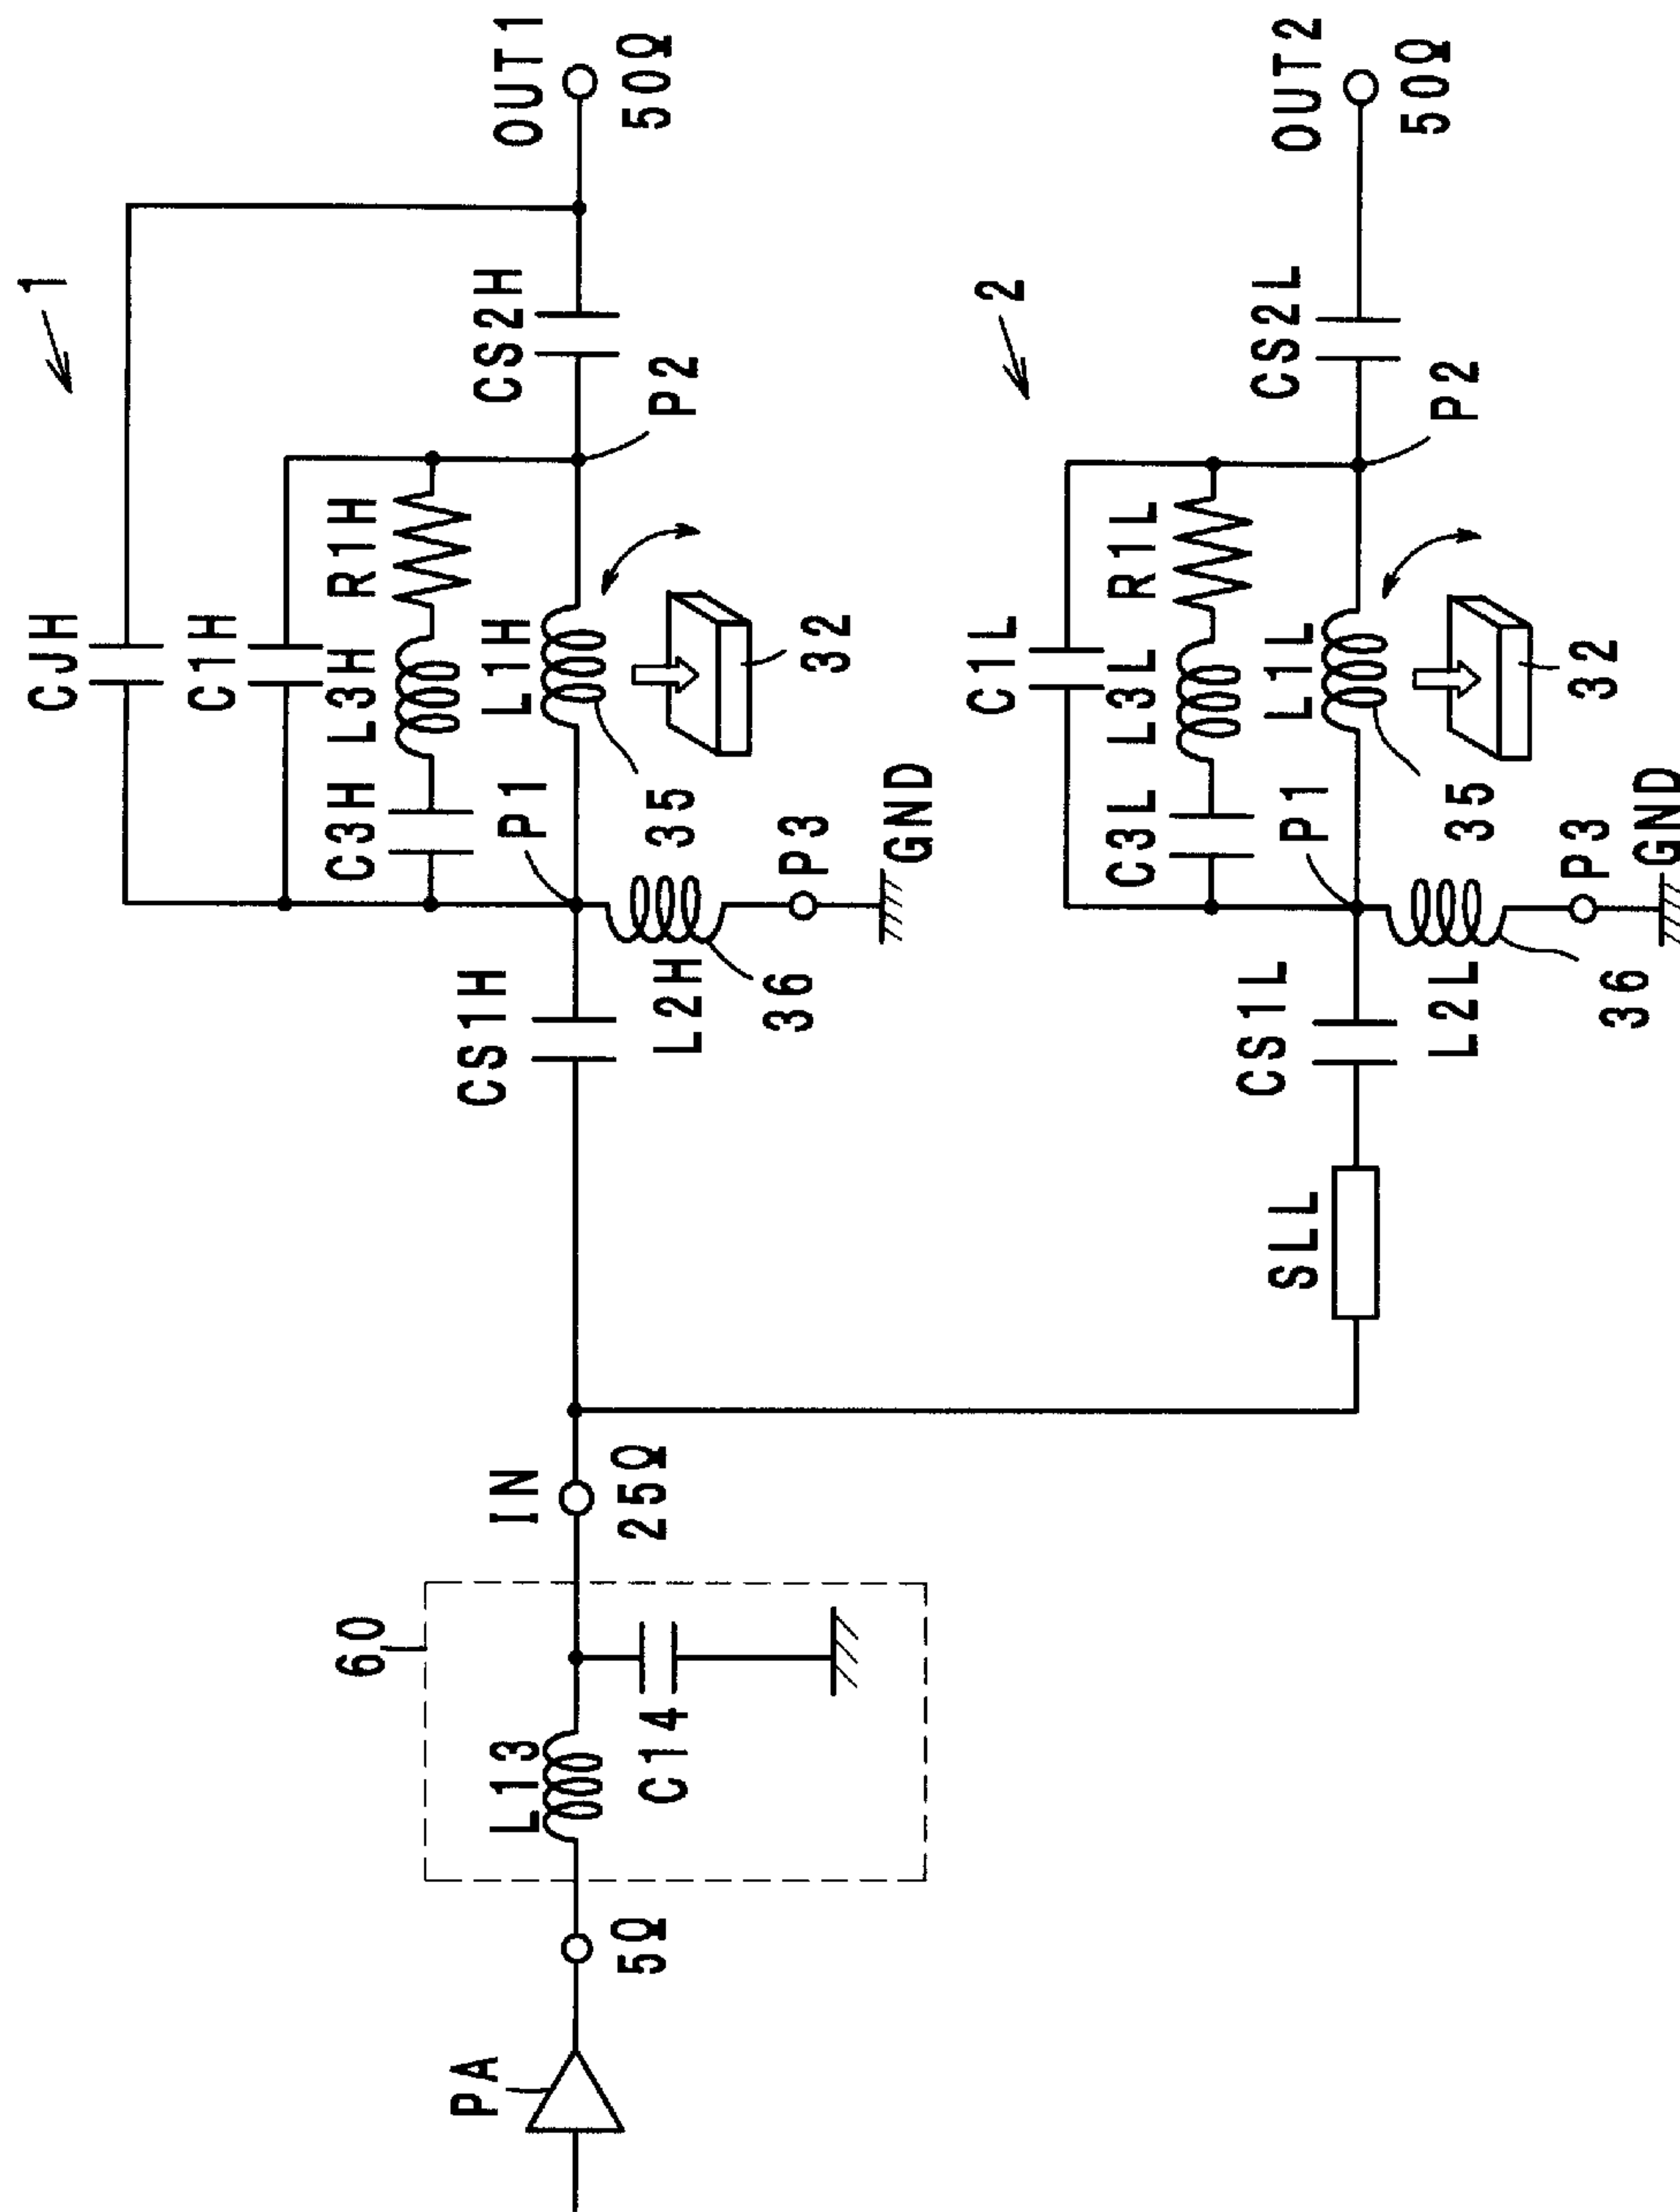 1
CJH
C1H
C3H L3H R1H
P1
L1H
CS2H
OUT1
50Ω
P2
35
32
P3
GND
CS1H
L2H
36
60
L13
C14
PA
5Ω
IN
25Ω
2
C1L
C3L L3L R1L
P1
L1L
CS2L
OUT2
50Ω
P2
35
32
P3
GND
SLL
CS1L
L2L
36